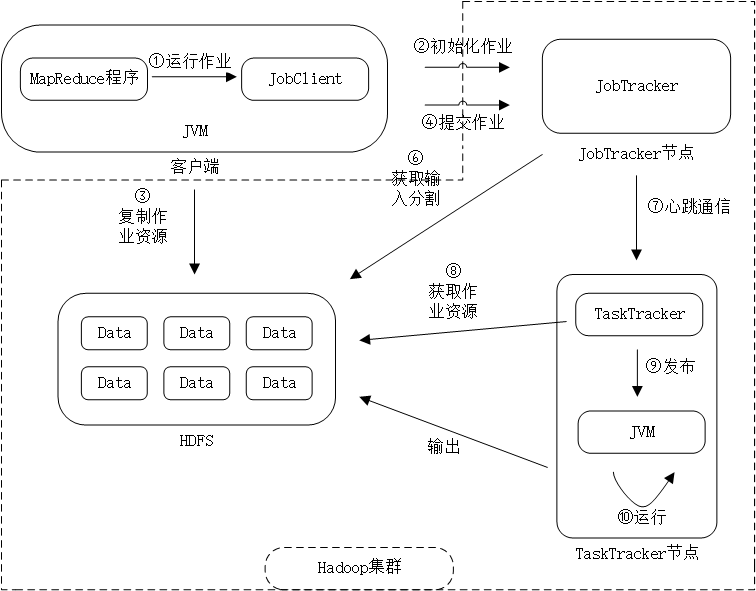 ①运行作业
MapReduce程序
JobClient
JVM
客户端
②初始化作业
④提交作业
JobTracker
JobTracker节点
③
复制作
业资源
⑥
获取输
入分割
⑦心跳通信
⑧
获取作
业资源
Data Data Data
Data Data Data
HDFS
TaskTracker
⑨发布
JVM
⑩运行
TaskTracker节点
输出
Hadoop集群